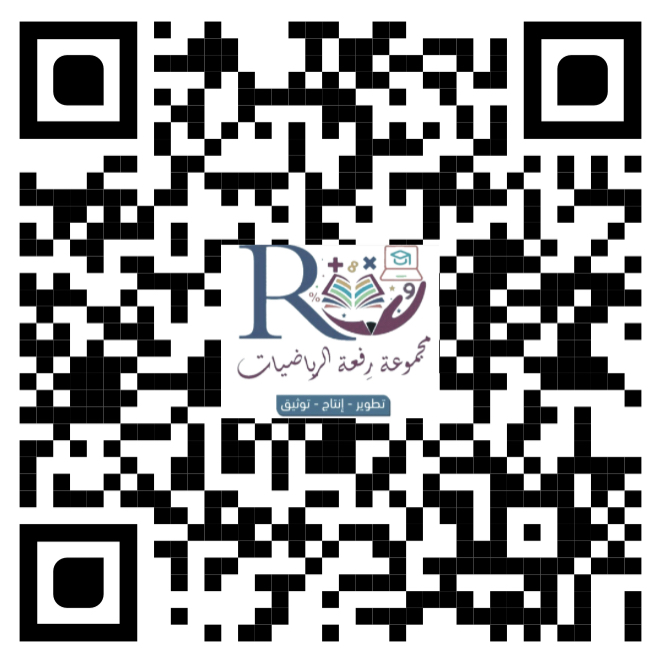 R
مجموعة رفعة الرياضيات
تطوير - إنتاج - توثيق